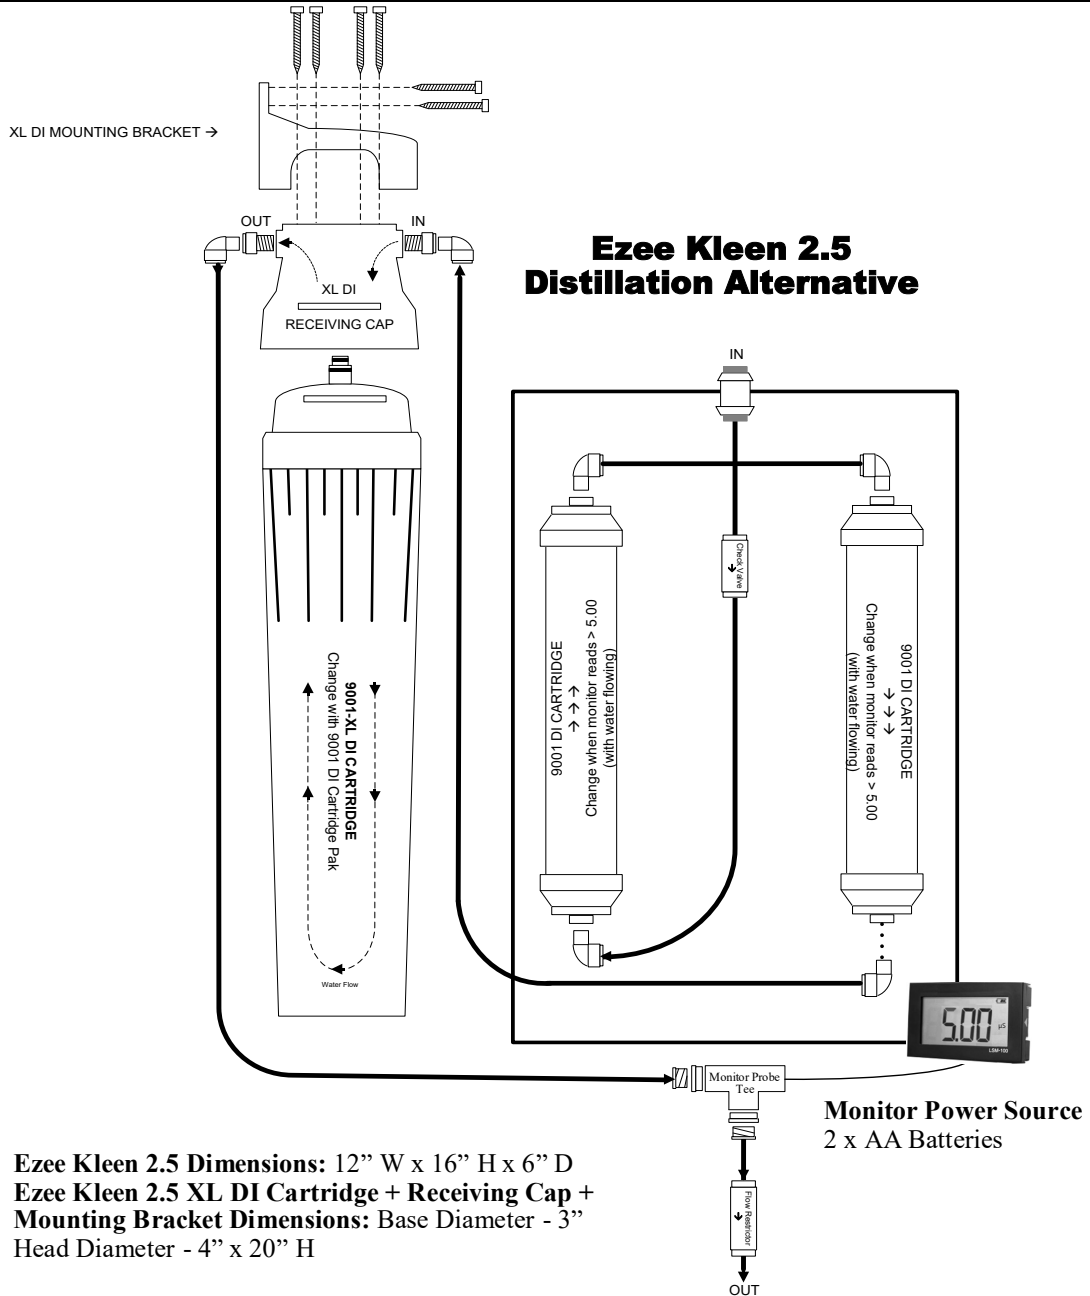 XL DI MOUNTING BRACKET →
OUT
IN
XL DI
RECEIVING CAP
Ezee Kleen 2.5
Distillation Alternative
IN
Check Valve
9001 DI CARTRIDGE
→ → →
Change when monitor reads > 5.00
(with water flowing)
9001 DI CARTRIDGE
→ → →
Change when monitor reads > 5.00
(with water flowing)
9001-XL DI CARTRIDGE
Change with 9001 DI Cartridge Pak
Water Flow
5.00 µS
LSM-100
Monitor Probe
Tee
Monitor Power Source
2 x AA Batteries
Flow Restrictor
OUT
Ezee Kleen 2.5 Dimensions: 12” W x 16” H x 6” D
Ezee Kleen 2.5 XL DI Cartridge + Receiving Cap +
Mounting Bracket Dimensions: Base Diameter - 3”
Head Diameter - 4” x 20” H